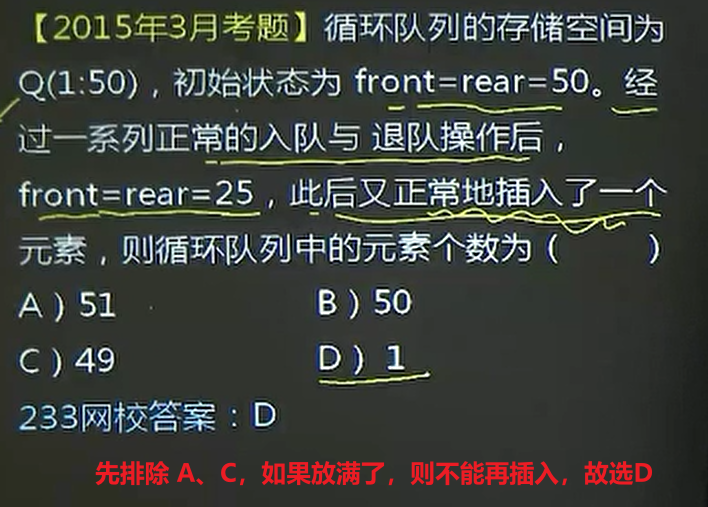 【2015年3月考题】循环队列的存储空间为
Q(1:50)，初始状态为 front=rear=50。经
过一系列正常的入队与 退队操作后，
front=rear=25，此后又正常地插入了一个
元素，则循环队列中的元素个数为（ ）
A）51 B）50
C）49 D）1
233网校答案：D
先排除 A、C，如果放满了，则不能再插入，故选D